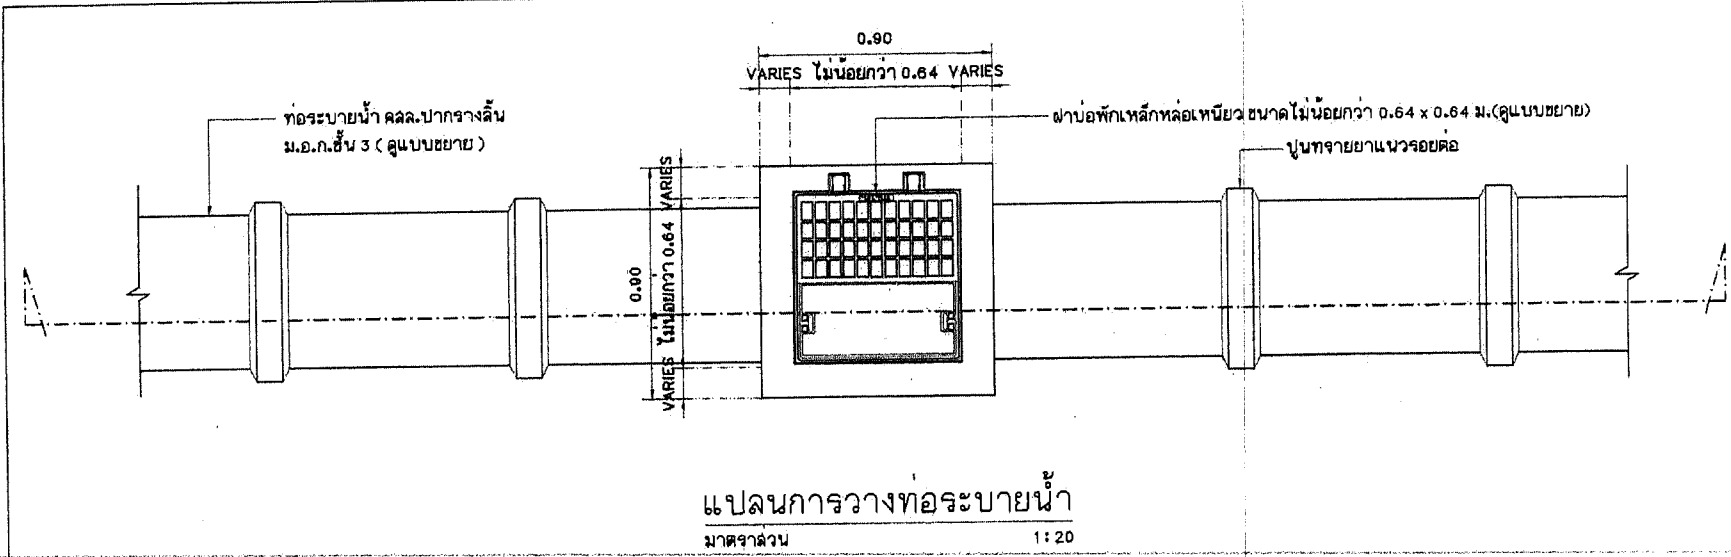 0.90
VARIES ไม่น้อยกว่า 0.64 VARIES
ท่อระบายน้ำ คสล.ปากรางลิ้น
ม.อ.ก.ชั้น 3 ( ดูแบบขยาย )
ฝาบ่อพักเหล็กหล่อเหนียว ขนาดไม่น้อยกว่า 0.64 x 0.64 ม.(ดูแบบขยาย)
ปูนทรายยาแนวรอยต่อ
0.90
VARIES ไม่น้อยกว่า 0.64 VARIES
แปลนการวางท่อระบายน้ำ
มาตราส่วน 1:20